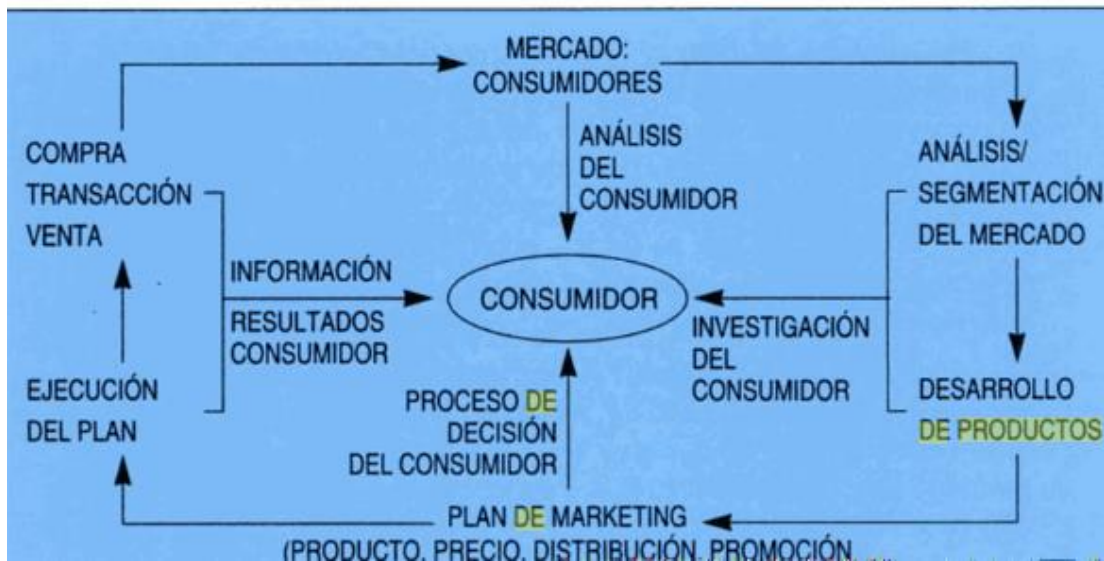 MERCADO:
CONSUMIDORES
COMPRA
TRANSACCIÓN
VENTA
ANÁLISIS
DEL
CONSUMIDOR
ANÁLISIS/
SEGMENTACIÓN
DEL MERCADO
INFORMACIÓN
RESULTADOS
CONSUMIDOR
CONSUMIDOR
INVESTIGACIÓN
DEL
CONSUMIDOR
EJECUCIÓN
DEL PLAN
PROCESO DE
DECISIÓN
DEL CONSUMIDOR
DESARROLLO
DE PRODUCTOS
PLAN DE MARKETING
(PRODUCTO, PRECIO, DISTRIBUCIÓN, PROMOCIÓN